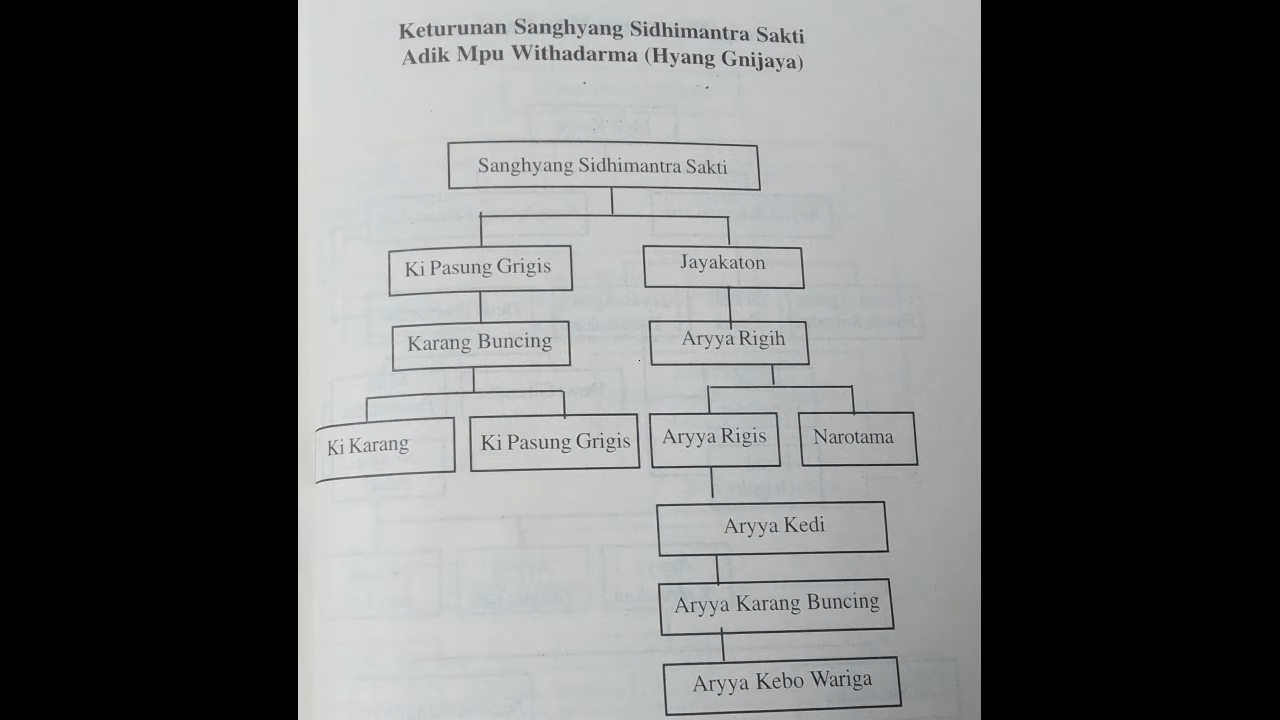 Keturunan Sanghyang Sidhimantra Sakti
Adik Mpu Withadarma (Hyang Gnijaya)
Sanghyang Sidhimantra Sakti
Ki Pasung Grigis
Jayakaton
Karang Buncing
Aryya Rigih
Ki Karang
Ki Pasung Grigis
Aryya Rigis
Narotama
Aryya Kedi
Aryya Karang Buncing
Aryya Kebo Wariga